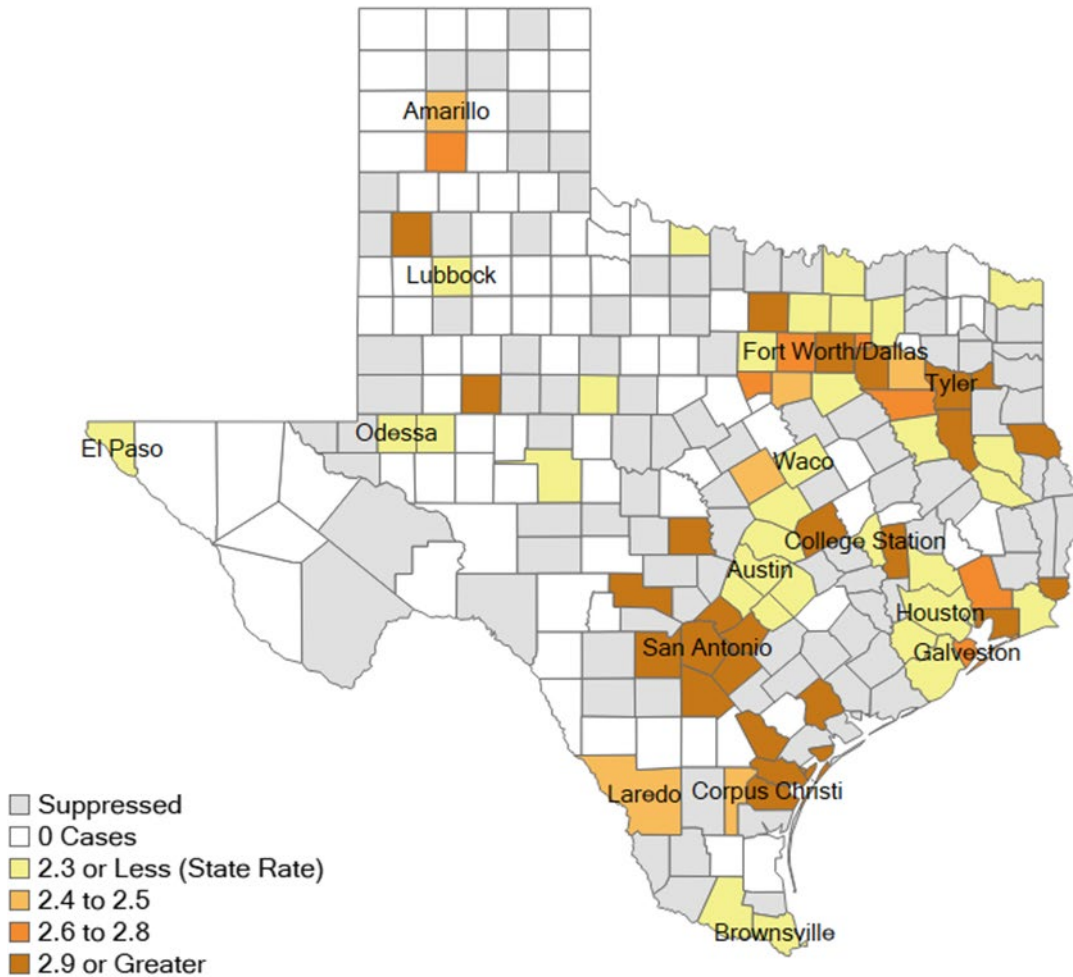 Amarillo
Lubbock
Fort Worth/Dallas
Tyler
El Paso
Odessa
Waco
College Station
Austin
Houston
San Antonio
Galveston
Laredo
Corpus Christi
Brownsville
Suppressed
0 Cases
2.3 or Less (State Rate)
2.4 to 2.5
2.6 to 2.8
2.9 or Greater